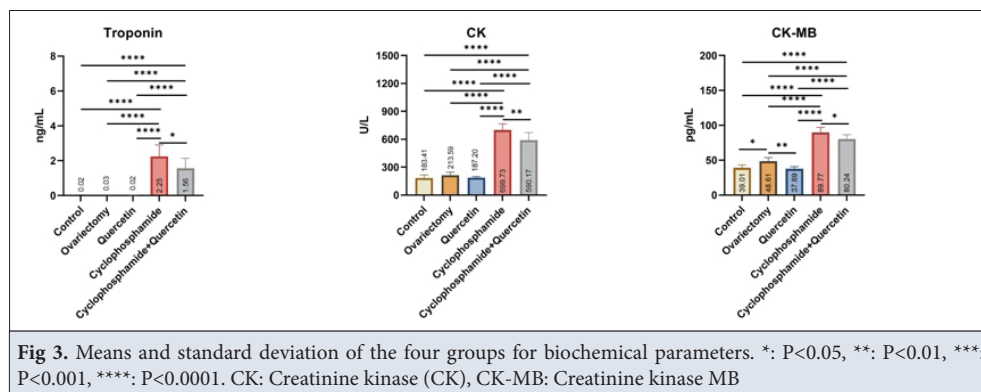 Troponin
ng/mL
8
6
4
2
0
****
****
****
****
****
****
*
0.02
0.03
0.02
2.25
1.56
Control
Ovariectomy
Quercetin
Cyclophosphamide
Cyclophosphamide+Quercetin
CK
U/L
1500
1200
900
600
300
0
****
****
****
****
****
****
**
183.41
213.59
187.20
699.73
590.17
Control
Ovariectomy
Quercetin
Cyclophosphamide
Cyclophosphamide+Quercetin
CK-MB
pg/mL
200
150
100
50
0
****
****
****
****
****
****
*
*
**
39.01
48.61
37.69
89.77
80.24
Control
Ovariectomy
Quercetin
Cyclophosphamide
Cyclophosphamide+Quercetin
Fig 3. Means and standard deviation of the four groups for biochemical parameters. *: P<0.05, **: P<0.01, ***:
P<0.001, ****: P<0.0001. CK: Creatinine kinase (CK), CK-MB: Creatinine kinase MB